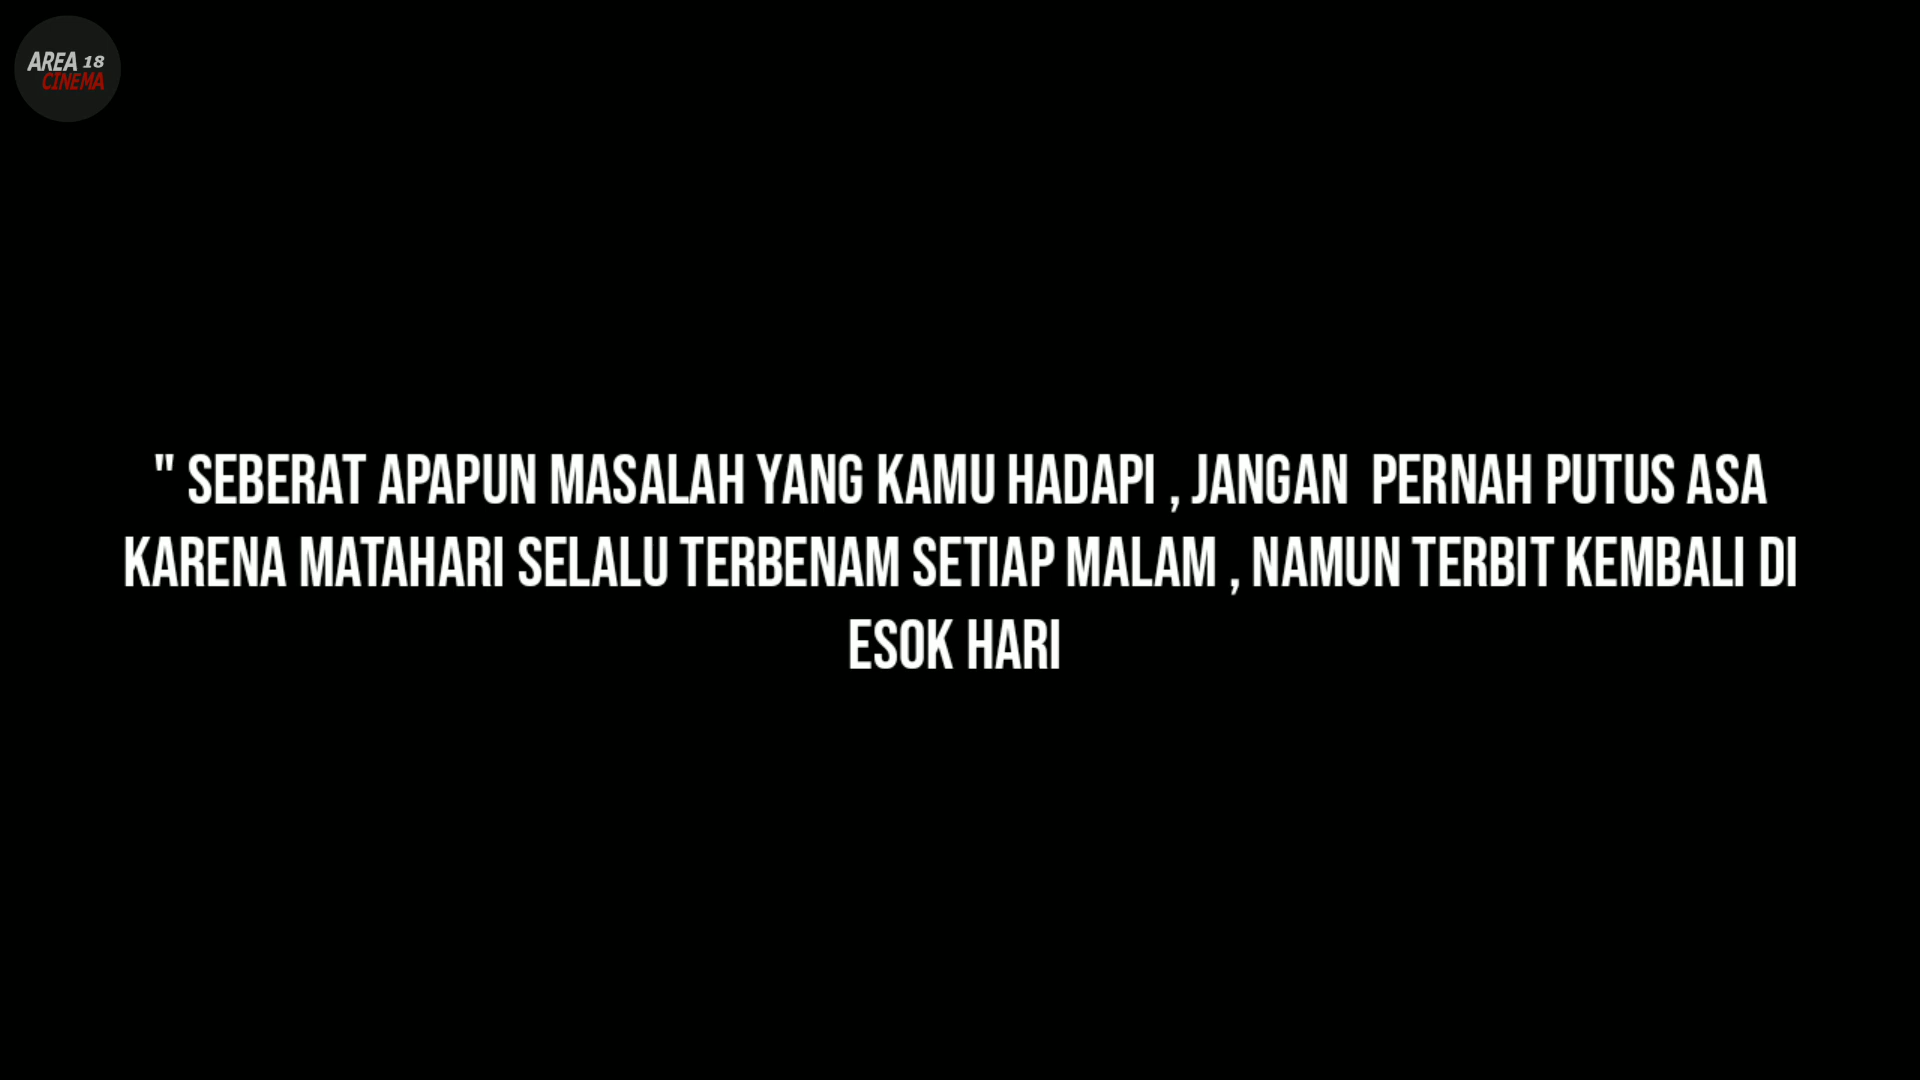 AREA 18
CINEMA
" SEBERAT APAPUN MASALAH YANG KAMU HADAPI , JANGAN  PERNAH PUTUS ASA
KARENA MATAHARI SELALU TERBENAM SETIAP MALAM , NAMUN TERBIT KEMBALI DI
ESOK HARI